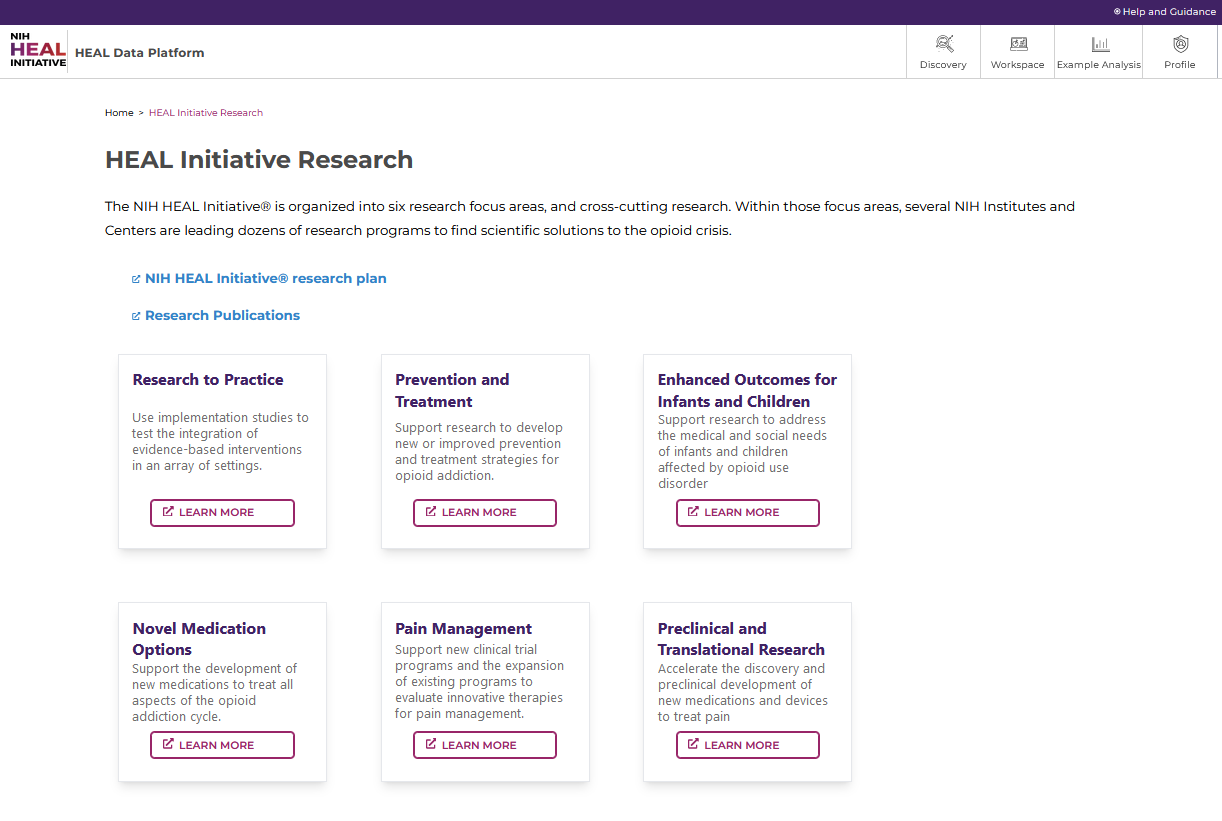 Help and Guidance
NIH
HEAL
INITIATIVE
HEAL Data Platform
Discovery
Workspace
Example Analysis
Profile
Home > HEAL Initiative Research
HEAL Initiative Research
The NIH HEAL Initiative® is organized into six research focus areas, and cross-cutting research. Within those focus areas, several NIH Institutes and
Centers are leading dozens of research programs to find scientific solutions to the opioid crisis.
NIH HEAL Initiative® research plan
Research Publications
Research to Practice
Use implementation studies to
test the integration of
evidence-based interventions
in an array of settings.
LEARN MORE
Prevention and
Treatment
Support research to develop
new or improved prevention
and treatment strategies for
opioid addiction.
LEARN MORE
Enhanced Outcomes for
Infants and Children
Support research to address
the medical and social needs
of infants and children
affected by opioid use
disorder
LEARN MORE
Novel Medication
Options
Support the development of
new medications to treat all
aspects of the opioid
addiction cycle.
LEARN MORE
Pain Management
Support new clinical trial
programs and the expansion
of existing programs to
evaluate innovative therapies
for pain management.
LEARN MORE
Preclinical and
Translational Research
Accelerate the discovery and
preclinical development of
new medications and devices
to treat pain
LEARN MORE